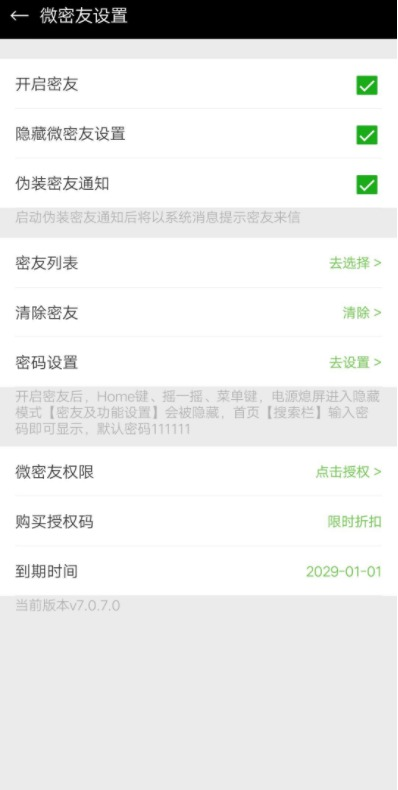 ← 微密友设置
开启密友
隐藏微密友设置
伪装密友通知
启动伪装密友通知后将以系统消息提示密友来信
密友列表 去选择 >
清除密友 清除 >
密码设置 去设置 >
开启密友后，Home键、摇一摇、菜单键，电源熄屏进入隐藏
模式【密友及功能设置】会被隐藏，首页【搜索栏】输入密
码即可显示，默认密码111111
微密友权限 点击授权 >
购买授权码 限时折扣
到期时间 2029-01-01
当前版本v7.0.7.0